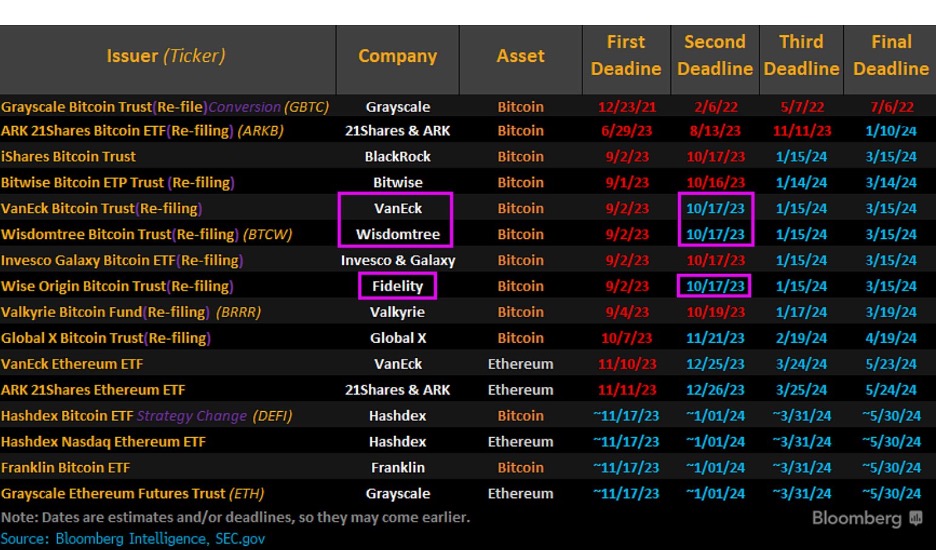 Issuer (Ticker) Company Asset First Deadine Second Deadline Third Deadline Final Deadline
Grayscale Bitcoin Trust(Re-file)Conversion (GBTC) Grayscale Bitcoin 12/23/21 2/6/22 5/7/22 7/6/22
ARK 21Shares Bitcoin ETF(Re-filing) (ARKB) 21Shares & ARK Bitcoin 6/29/23 8/13/23 11/11/23 1/10/24
iShares Bitcoin Trust BlackRock Bitcoin 9/2/23 10/17/23 1/15/24 3/15/24
Bitwise Bitcoin ETP Trust (Re-filing) Bitwise Bitcoin 9/1/23 10/16/23 1/14/24 3/14/24
VanEck Bitcoin Trust(Re-filing) VanEck Bitcoin 9/2/23 10/17/23 1/15/24 3/15/24
Wisdomtree Bitcoin Trust(Re-filing) (BTCW) Wisdomtree Bitcoin 9/2/23 10/17/23 1/15/24 3/15/24
Invesco Galaxy Bitcoin ETF(Re-filing) Invesco & Galaxy Bitcoin 9/2/23 10/17/23 1/15/24 3/15/24
Wise Origin Bitcoin Trust(Re-filing) Fidelity Bitcoin 9/2/23 10/17/23 1/15/24 3/15/24
Valkyrie Bitcoin Fund(Re-filing) (BRRR) Valkyrie Bitcoin 9/4/23 10/19/23 1/17/24 3/19/24
Global X Bitcoin Trust(Re-filing) Global X Bitcoin 10/7/23 11/21/23 2/19/24 4/19/24
VanEck Ethereum ETF VanEck Ethereum 11/10/23 12/25/23 3/24/24 5/23/24
ARK 21Shares Ethereum ETF 21Shares & ARK Ethereum 11/11/23 12/26/23 3/25/24 5/24/24
Hashdex Bitcoin ETF Strategy Change (DEFI) Hashdex Bitcoin ~11/17/23 ~1/01/24 ~3/31/24 ~5/30/24
Hashdex Nasdaq Ethereum ETF Hashdex Ethereum ~11/17/23 ~1/01/24 ~3/31/24 ~5/30/24
Franklin Bitcoin ETF Franklin Bitcoin ~11/17/23 ~1/01/24 ~3/31/24 ~5/30/24
Grayscale Ethereum Futures Trust (ETH) Grayscale Ethereum ~11/17/23 ~1/01/24 ~3/31/24 ~5/30/24
Note: Dates are estimates and/or deadlines, so they may come earlier.
Bloomberg
Source: Bloomberg Intelligence, SEC.gov